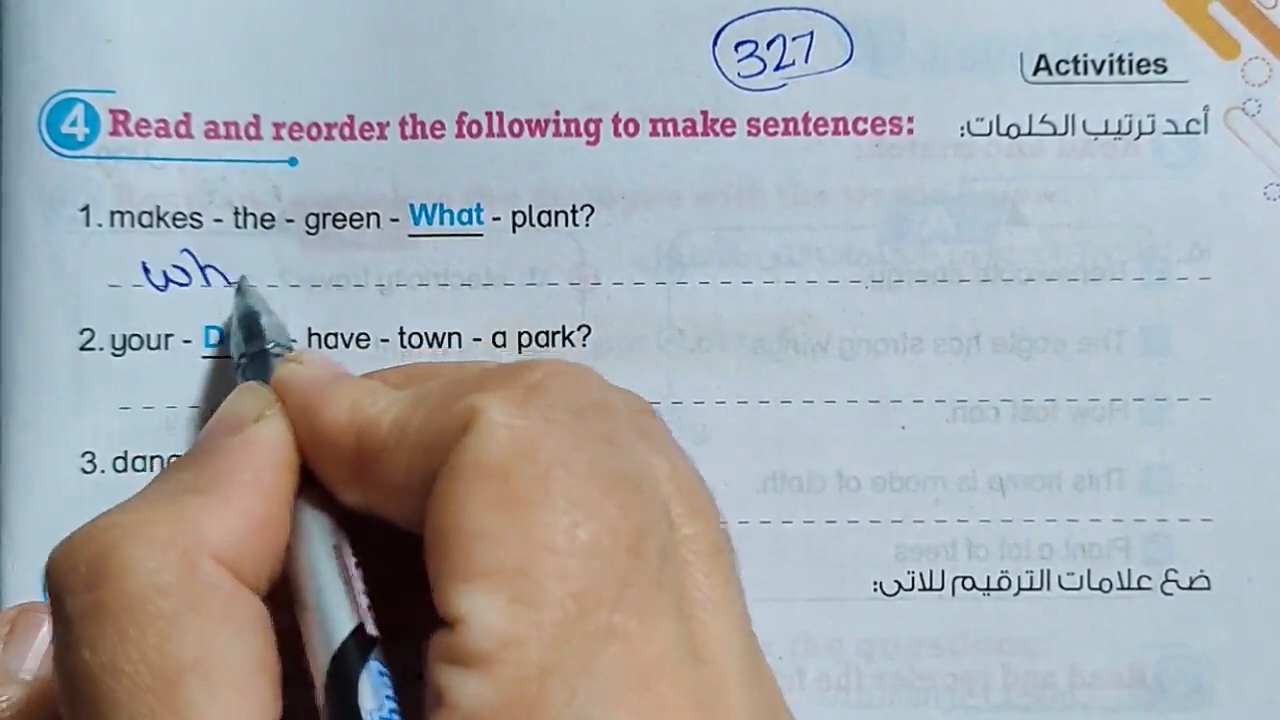 327
Activities
4 Read and reorder the following to make sentences: أعد ترتيب الكلمات:
1. makes - the - green - What - plant?
wh
2. your - - have - town - a park?
3.
ضع علامات الترقيم للاتى: